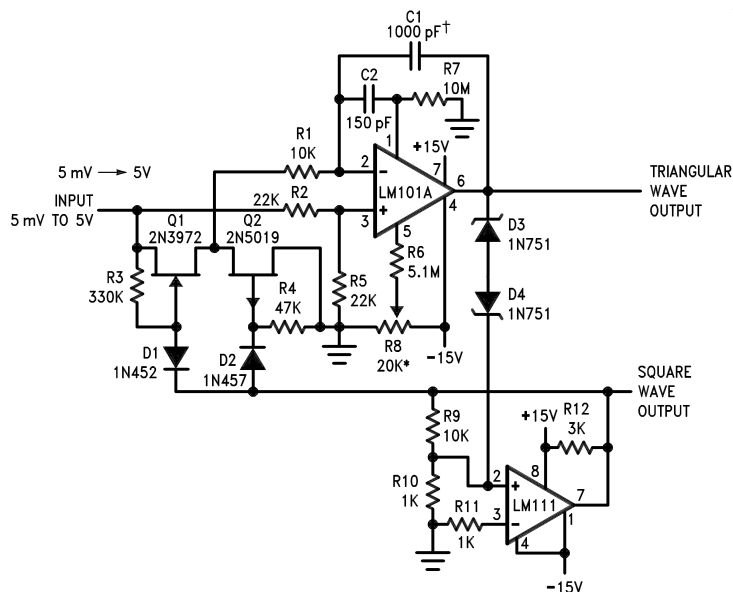 C1
1000 pF†
C2
150 pF
R7
10M
R1
10K
1
+15V
7
5 mV → 5V
2
−
LM101A
6
TRIANGULAR
WAVE
OUTPUT
INPUT
5 mV TO 5V
22K
R2
+
3
4
5
Q1
2N3972
Q2
2N5019
R6
5.1M
D3
1N751
R3
330K
R4
47K
R5
22K
D4
1N751
R8
20K*
−15V
D1
1N452
D2
1N457
SQUARE
WAVE
OUTPUT
R9
10K
+15V
R12
3K
R10
1K
8
2
+
LM111
7
R11
1K
3
−
1
4
−15V